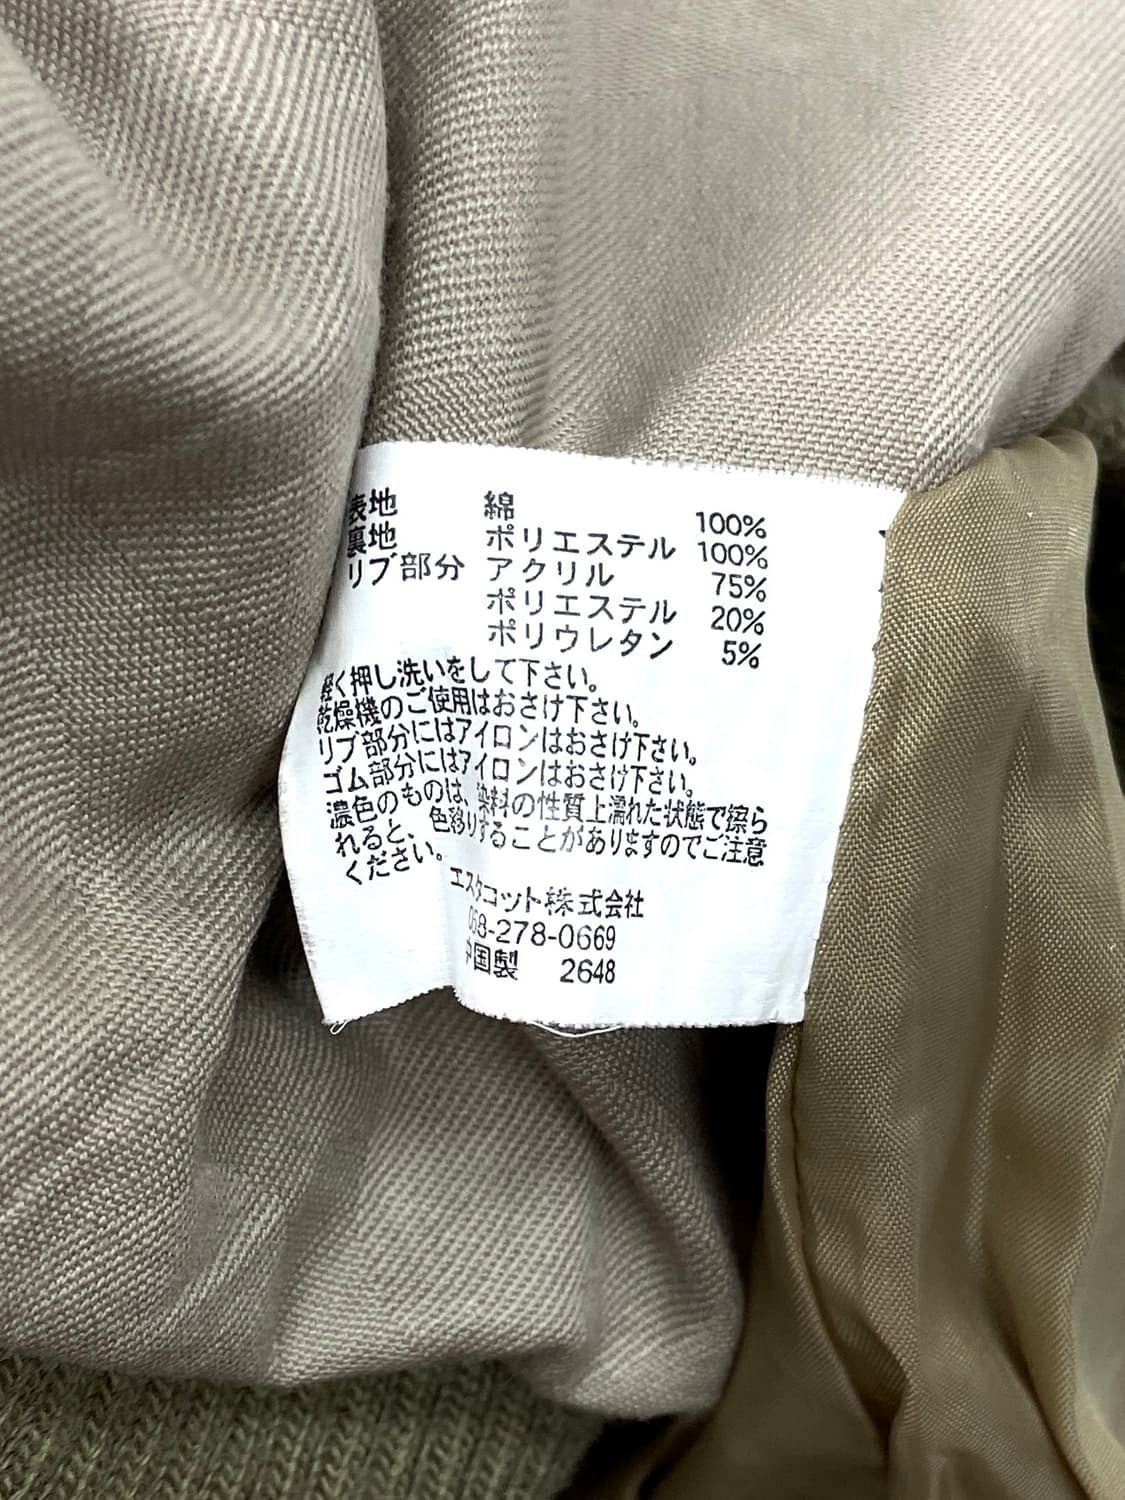 表地 綿 100%
裏地 ポリエステル 100%
リブ部分 アクリル 75%
ポリエステル 20%
ポリウレタン 5%
軽く押し洗いをして下さい。
乾燥機のご使用はおさけ下さい。
リブ部分にはアイロンはおさけ下さい。
ゴム部分にはアイロンはおさけ下さい。
濃色のものは、染料の性質上濡れた状態で擦ら
れると、色移りすることがありますのでご注意
ください。
エスタコット株式会社
058-278-0669
中国製 2648